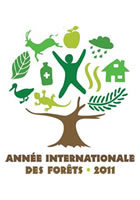 ANNÉE INTERNATIONALE
DES FORÊTS • 2011